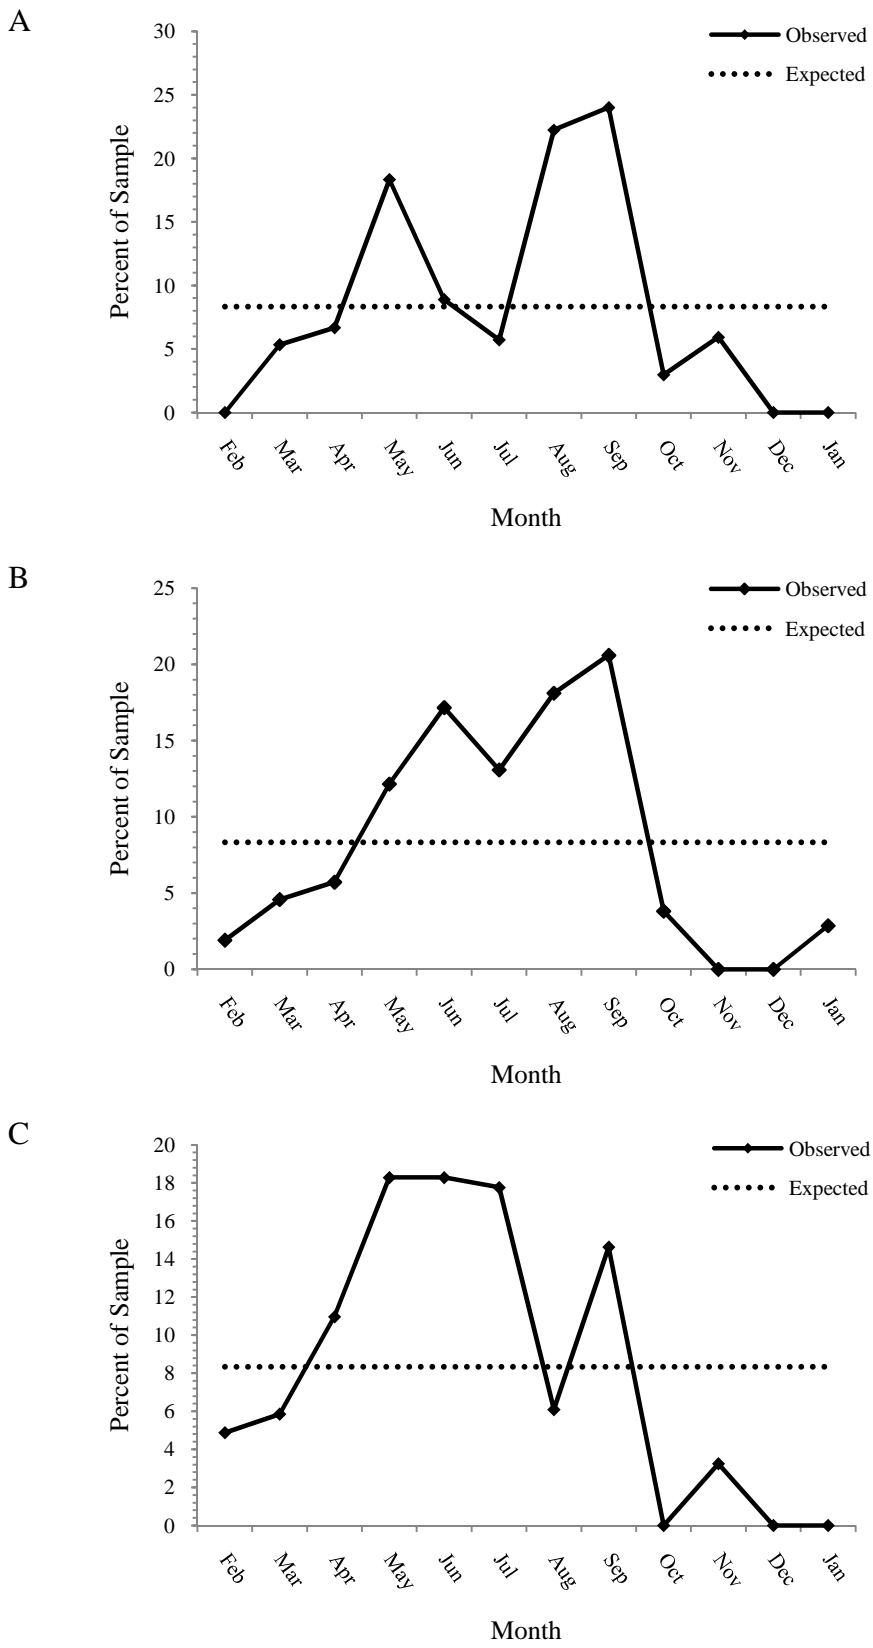 A
30
25
20
15
10
5
0
Percent of Sample
Observed
Expected
Feb Mar Apr May Jun Jul Aug Sep Oct Nov Dec Jan
Month
B
25
20
15
10
5
0
Percent of Sample
Observed
Expected
Feb Mar Apr May Jun Jul Aug Sep Oct Nov Dec Jan
Month
C
20
18
16
14
12
10
8
6
4
2
0
Percent of Sample
Observed
Expected
Feb Mar Apr May Jun Jul Aug Sep Oct Nov Dec Jan
Month